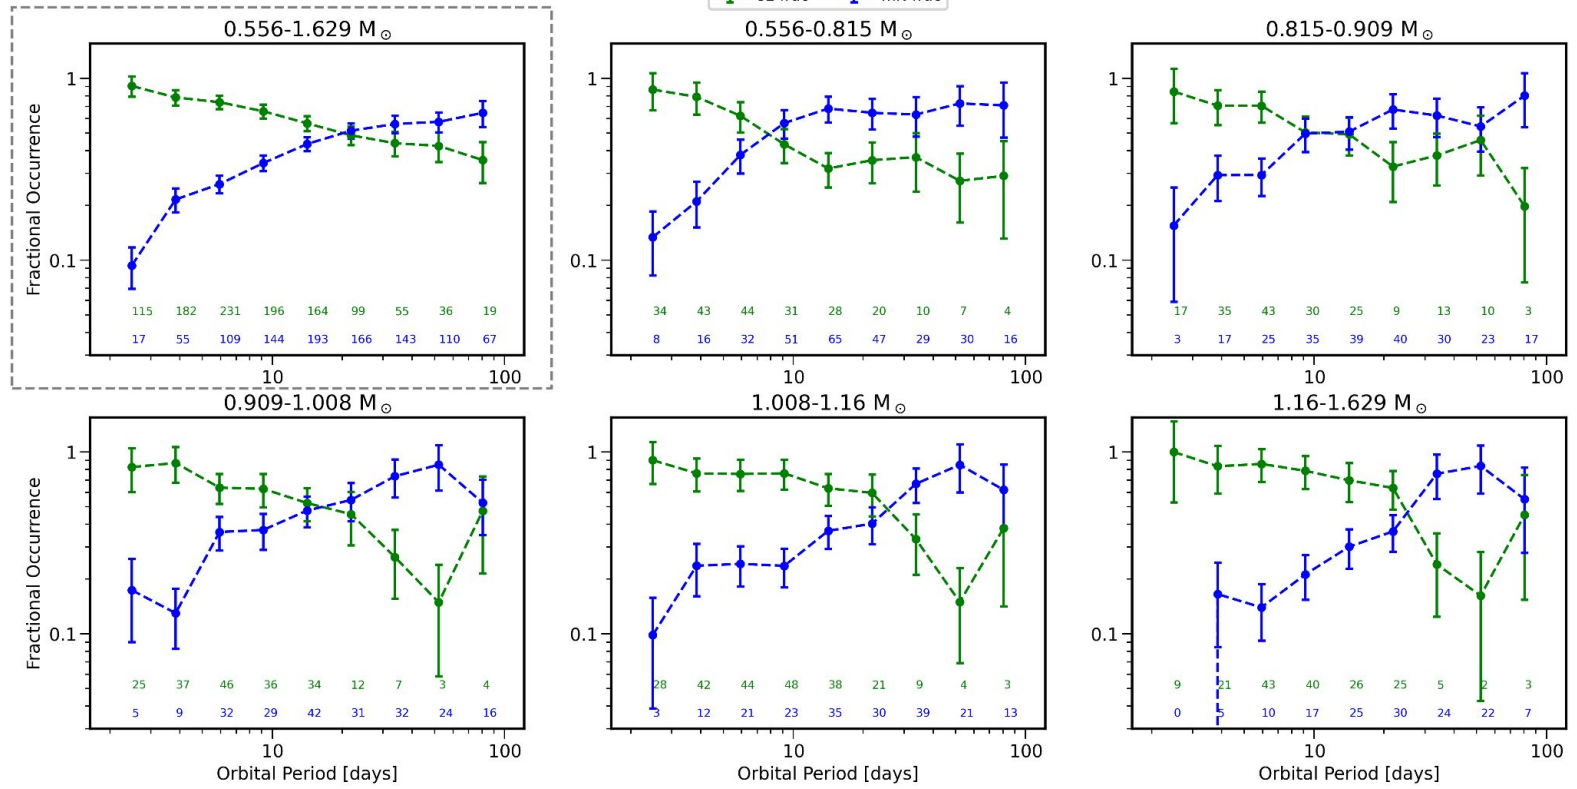 0.556-1.629 M⊙
1
0.1
Fractional Occurrence
115 182 231 196 164 99 55 36 19
17 55 109 144 193 166 143 110 67
10 100
0.556-0.815 M⊙
1
0.1
34 43 44 31 28 20 10 7 4
8 16 32 51 65 47 29 30 16
10 100
0.815-0.909 M⊙
1
0.1
17 35 43 30 25 9 13 10 3
3 17 25 35 39 40 30 23 17
10 100
0.909-1.008 M⊙
1
0.1
Fractional Occurrence
25 37 46 36 34 12 7 3 4
5 9 32 29 42 31 32 24 16
10 100
Orbital Period [days]
1.008-1.16 M⊙
1
0.1
28 42 44 48 38 21 9 4 3
3 12 21 23 35 30 39 21 13
10 100
Orbital Period [days]
1.16-1.629 M⊙
1
0.1
9 21 43 40 26 25 5 2 3
0 5 10 17 25 30 24 22 7
10 100
Orbital Period [days]